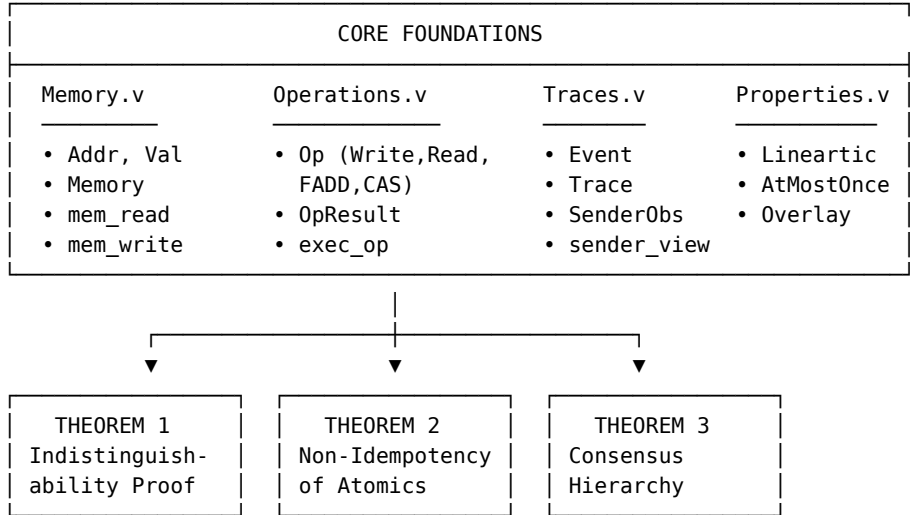 CORE FOUNDATIONS
Memory.v Operations.v Traces.v Properties.v
• Addr, Val • Op (Write,Read, • Event • Lineartic
• Memory FADD,CAS) • Trace • AtMostOnce
• mem_read • OpResult • SenderObs • Overlay
• mem_write • exec_op • sender_view
THEOREM 1 THEOREM 2 THEOREM 3
Indistinguish- Non-Idempotency Consensus
ability Proof of Atomics Hierarchy